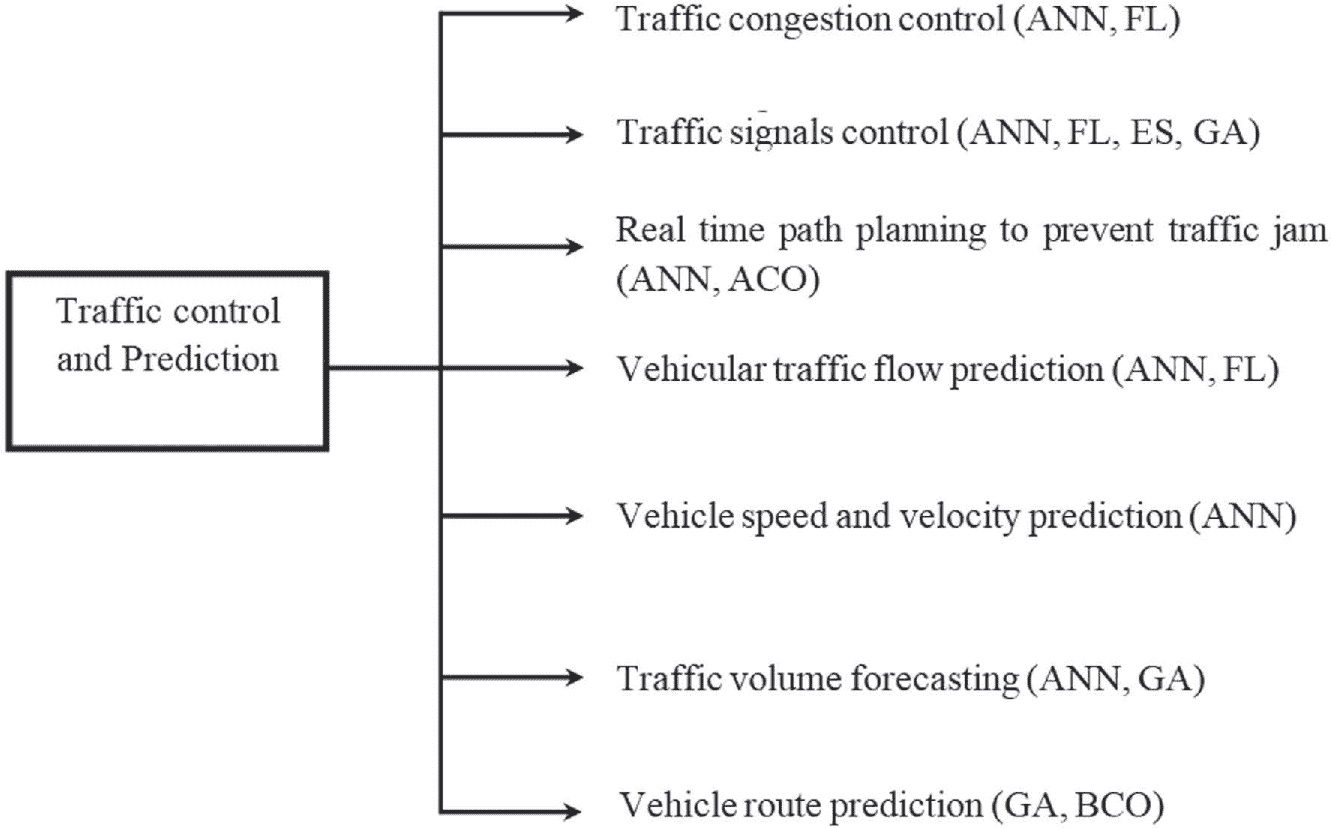 Traffic congestion control (ANN, FL)
Traffic signals control (ANN, FL, ES, GA)
Real time path planning to prevent traffic jam
(ANN, ACO)
Traffic control
and Prediction
Vehicular traffic flow prediction (ANN, FL)
Vehicle speed and velocity prediction (ANN)
Traffic volume forecasting (ANN, GA)
Vehicle route prediction (GA, BCO)